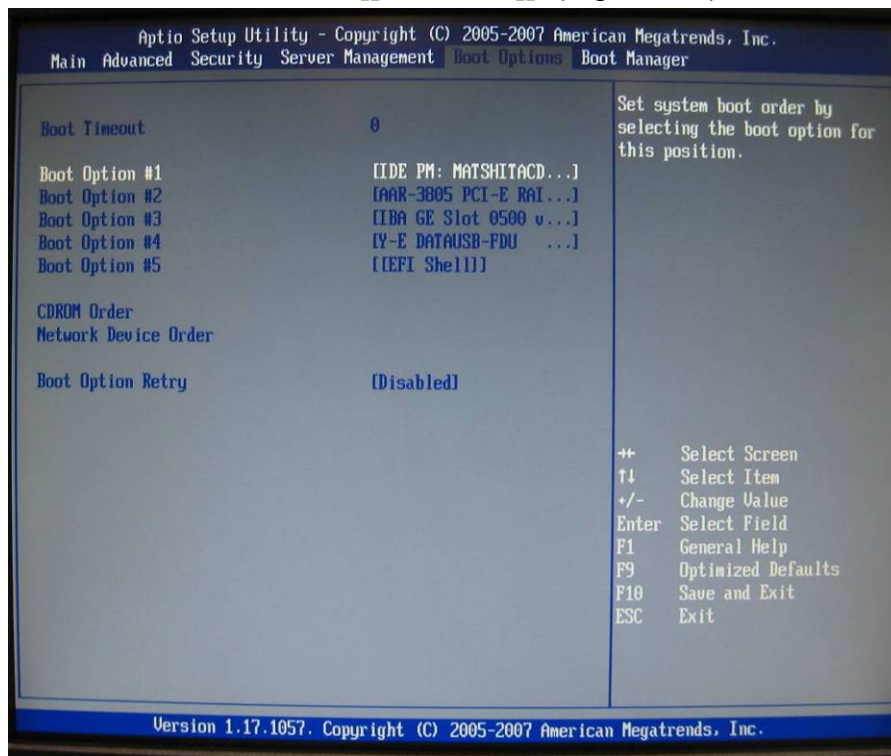 Aptio Setup Utility - Copyright (C) 2005-2007 American Megatrends, Inc.
Main Advanced Security Server Management Boot Options Boot Manager
Boot Timeout 0
Boot Option #1 [IDE PM: MATSHITACD...]
Boot Option #2 [AAR-3805 PCI-E RAI...]
Boot Option #3 [IBA GE Slot 0500 v...]
Boot Option #4 [Y-E DATAUSB-FDU ...]
Boot Option #5 [[EFI Shell]]
CDROM Order
Network Device Order
Boot Option Retry [Disabled]
Set system boot order by
selecting the boot option for
this position.
→← Select Screen
↑↓ Select Item
+/- Change Value
Enter Select Field
F1 General Help
F9 Optimized Defaults
F10 Save and Exit
ESC Exit
Version 1.17.1057. Copyright (C) 2005-2007 American Megatrends, Inc.